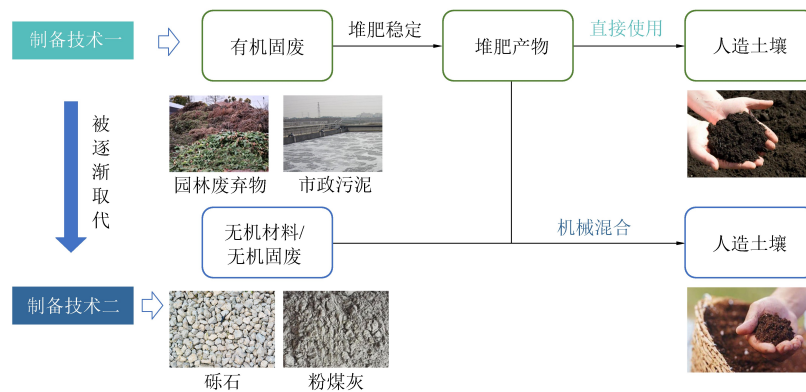 制备技术一
有机固废
堆肥稳定
堆肥产物
直接使用
人造土壤
被逐渐取代
园林废弃物
市政污泥
无机材料/
无机固废
机械混合
人造土壤
制备技术二
砾石
粉煤灰